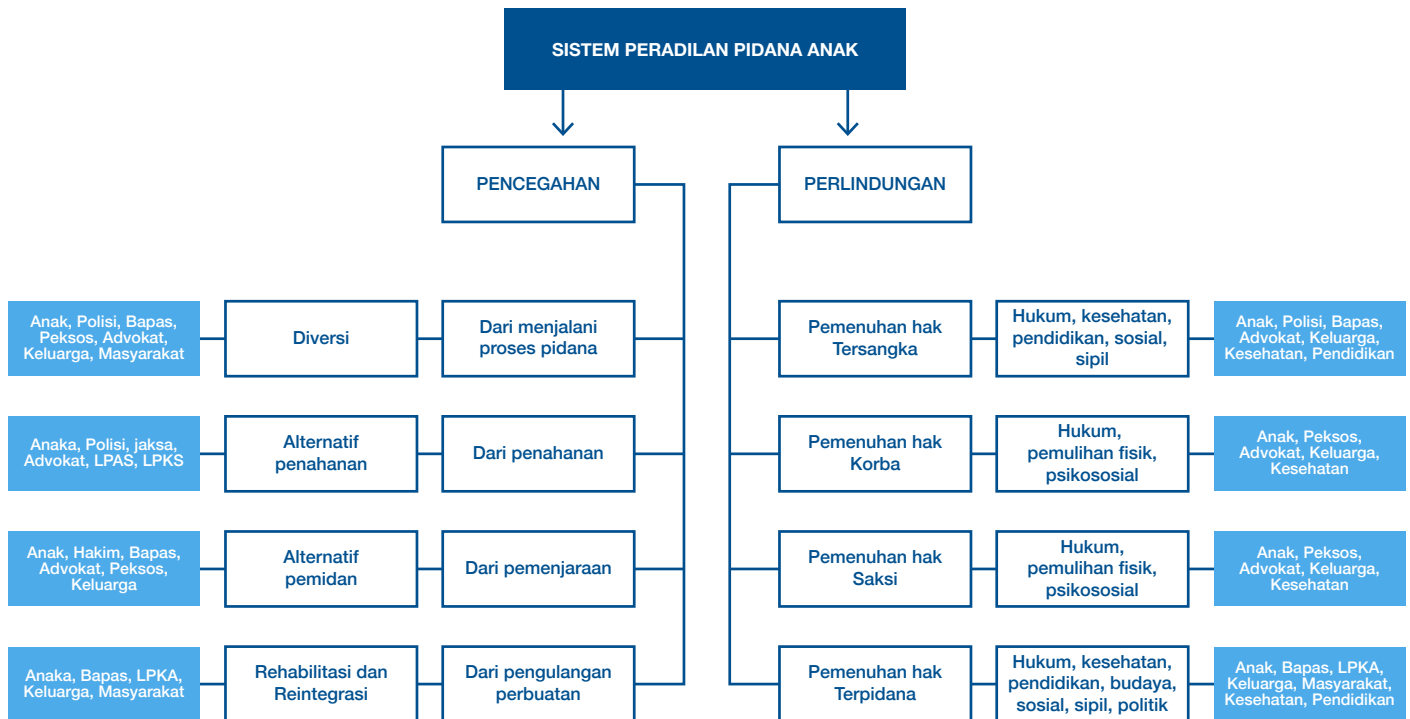 SISTEM PERADILAN PIDANA ANAK
PENCEGAHAN
PERLINDUNGAN
Anak, Polisi, Bapas,
Peksos, Advokat,
Keluarga, Masyarakat
Diversi
Dari menjalani
proses pidana
Pemenuhan hak
Tersangka
Hukum, kesehatan,
pendidikan, sosial,
sipil
Anak, Polisi, Bapas,
Advokat, Keluarga,
Kesehatan, Pendidikan
Anaka, Polisi, jaksa,
Advokat, LPAS, LPKS
Alternatif
penahanan
Dari penahanan
Pemenuhan hak
Korba
Hukum,
pemulihan fisik,
psikososial
Anak, Peksos,
Advokat, Keluarga,
Kesehatan
Anak, Hakim, Bapas,
Advokat, Peksos,
Keluarga
Alternatif
pemidan
Dari pemenjaraan
Pemenuhan hak
Saksi
Hukum,
pemulihan fisik,
psikososial
Anak, Peksos,
Advokat, Keluarga,
Kesehatan
Anaka, Bapas, LPKA,
Keluarga, Masyarakat
Rehabilitasi dan
Reintegrasi
Dari pengulangan
perbuatan
Pemenuhan hak
Terpidana
Hukum, kesehatan,
pendidikan, budaya,
sosial, sipil, politik
Anak, Bapas, LPKA,
Keluarga, Masyarakat,
Kesehatan, Pendidikan